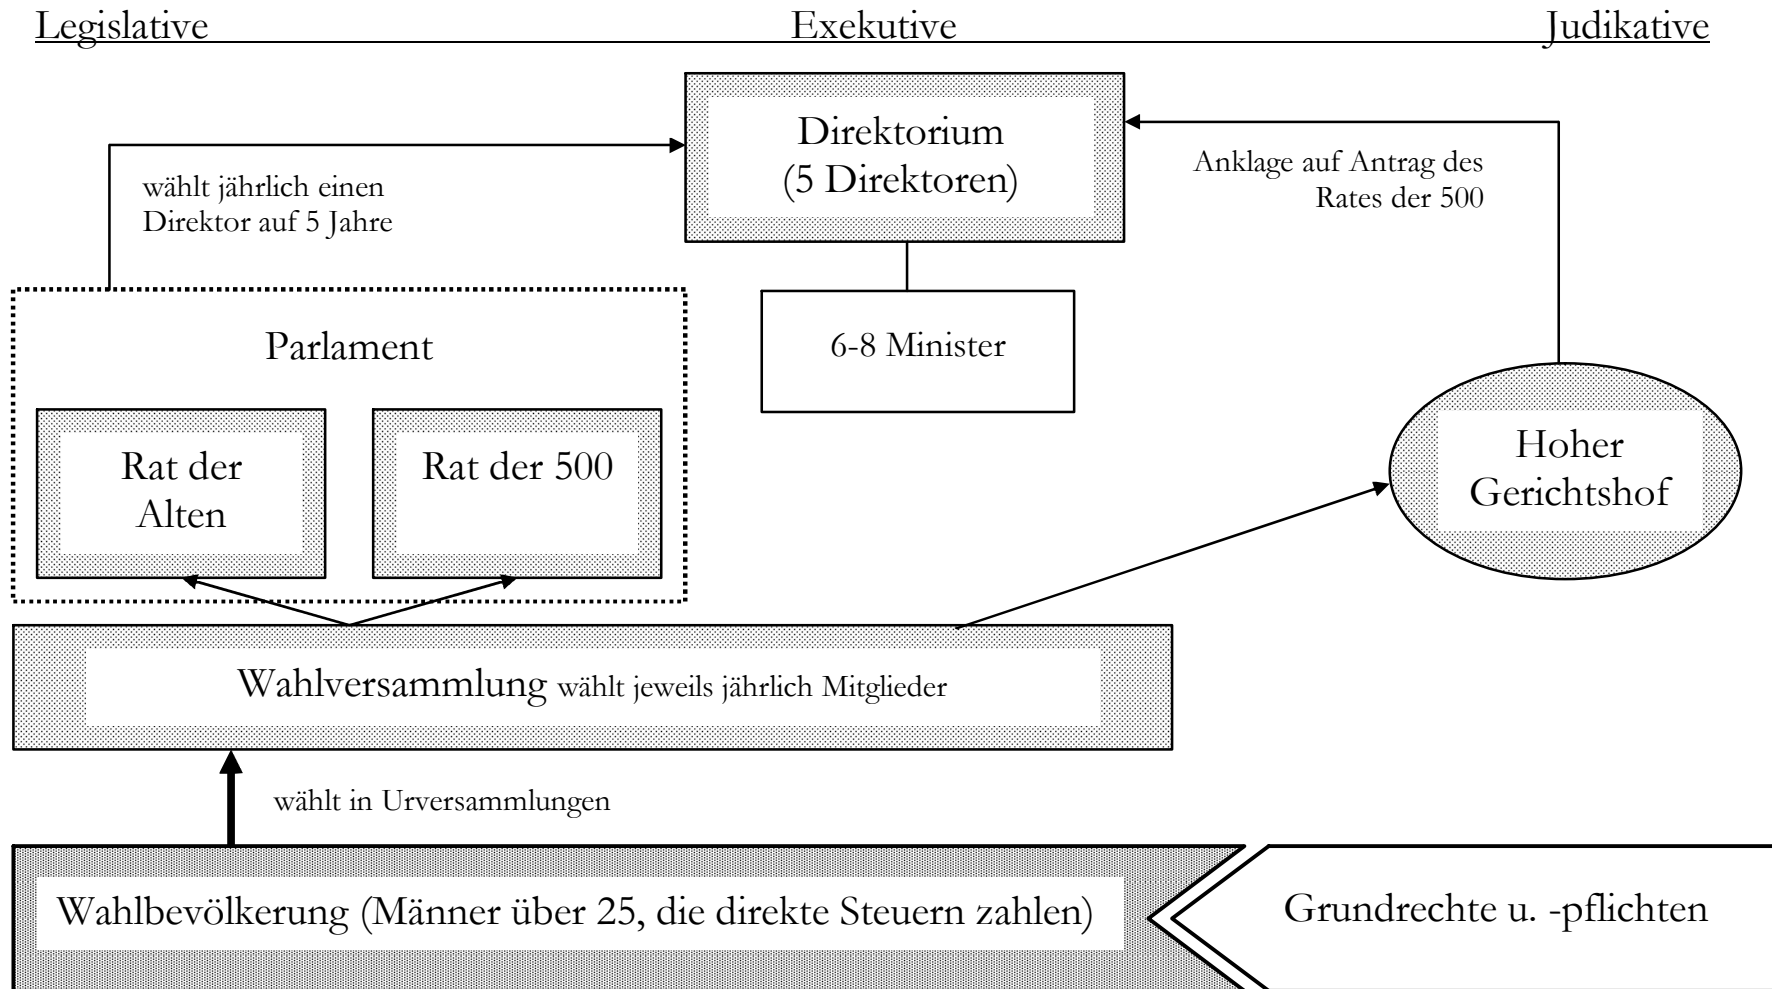 Legislative Exekutive Judikative
Direktorium
(5 Direktoren)
wählt jährlich einen
Direktor auf 5 Jahre
Anklage auf Antrag des
Rates der 500
Parlament
6-8 Minister
Rat der
Alten
Rat der 500
Hoher
Gerichtshof
Wahlversammlung wählt jeweils jährlich Mitglieder
wählt in Urversammlungen
Wahlbevölkerung (Männer über 25, die direkte Steuern zahlen)
Grundrechte u. -pflichten